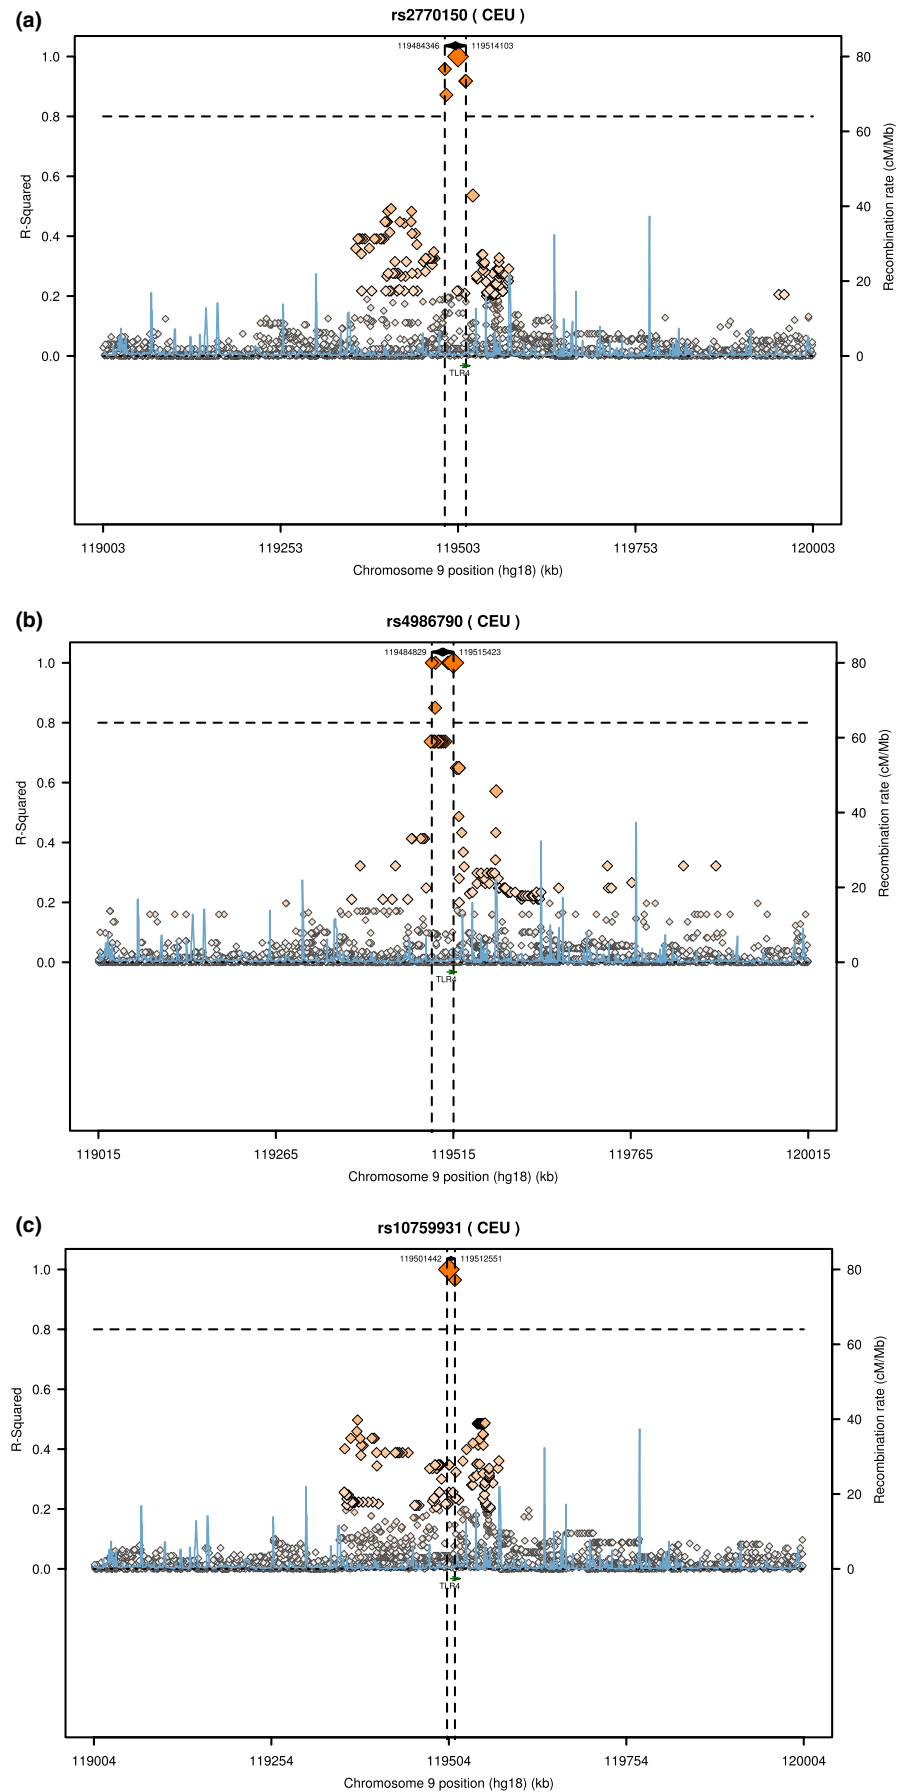 (a)
rs2770150 ( CEU )
119484346 119514103
1.0
0.8
0.6
0.4
0.2
0.0
R-Squared
80
60
40
20
0
Recombination rate (cM/Mb)
TLR4
119003 119253 119503 119753 120003
Chromosome 9 position (hg18) (kb)
(b)
rs4986790 ( CEU )
119484829 119515423
1.0
0.8
0.6
0.4
0.2
0.0
R-Squared
80
60
40
20
0
Recombination rate (cM/Mb)
TLR4
119015 119265 119515 119765 120015
Chromosome 9 position (hg18) (kb)
(c)
rs10759931 ( CEU )
119501442 119512551
1.0
0.8
0.6
0.4
0.2
0.0
R-Squared
80
60
40
20
0
Recombination rate (cM/Mb)
TLR4
119004 119254 119504 119754 120004
Chromosome 9 position (hg18) (kb)